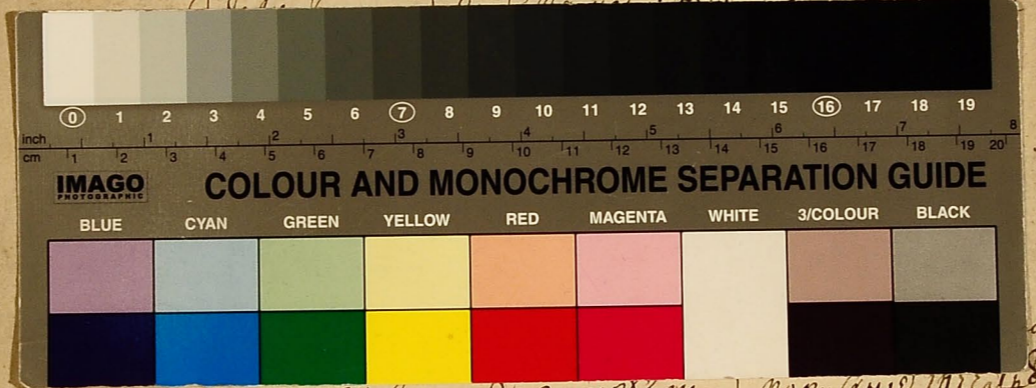 0 1 2 3 4 5 6 7 8 9 10 11 12 13 14 15 16 17 18 19
inch 1 2 3 4 5 6 7 8
cm 1 2 3 4 5 6 7 8 9 10 11 12 13 14 15 16 17 18 19 20
IMAGO
PHOTOGRAPHIC
COLOUR AND MONOCHROME SEPARATION GUIDE
BLUE CYAN GREEN YELLOW RED MAGENTA WHITE 3/COLOUR BLACK